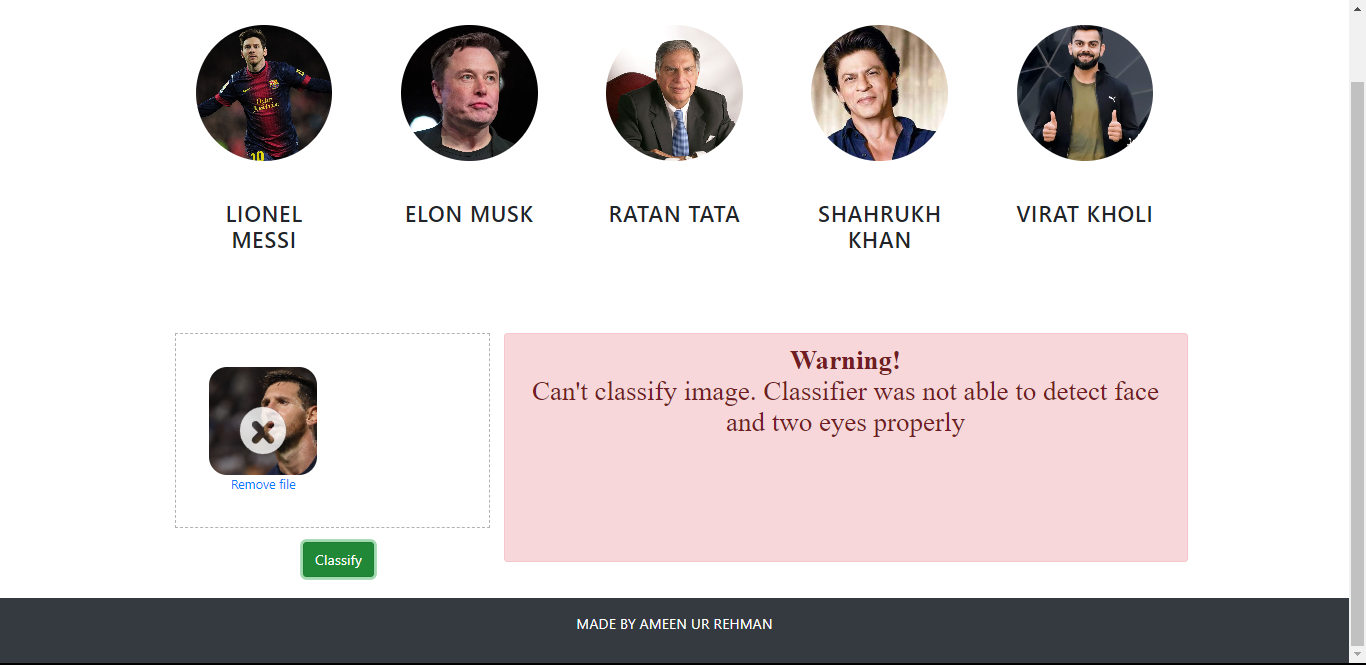 LIONEL
MESSI
ELON MUSK
RATAN TATA
SHAHRUKH
KHAN
VIRAT KHOLI
Remove file
Classify
Warning!
Can't classify image. Classifier was not able to detect face
and two eyes properly
MADE BY AMEEN UR REHMAN